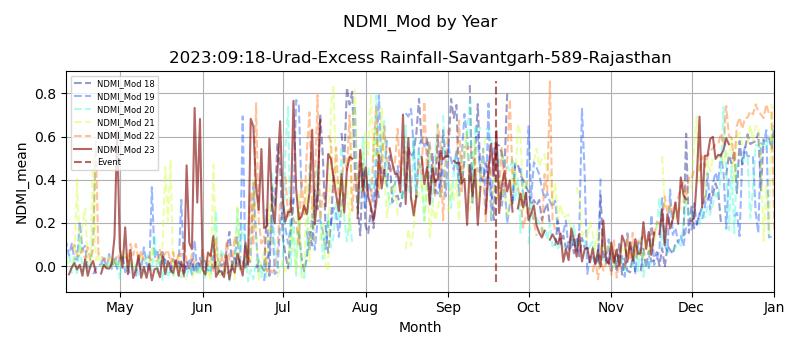 NDMI_Mod by Year
2023:09:18-Urad-Excess Rainfall-Savantgarh-589-Rajasthan
NDMI_mean
0.8
0.6
0.4
0.2
0.0
NDMI_Mod 18
NDMI_Mod 19
NDMI_Mod 20
NDMI_Mod 21
NDMI_Mod 22
NDMI_Mod 23
Event
May Jun Jul Aug Sep Oct Nov Dec Jan
Month